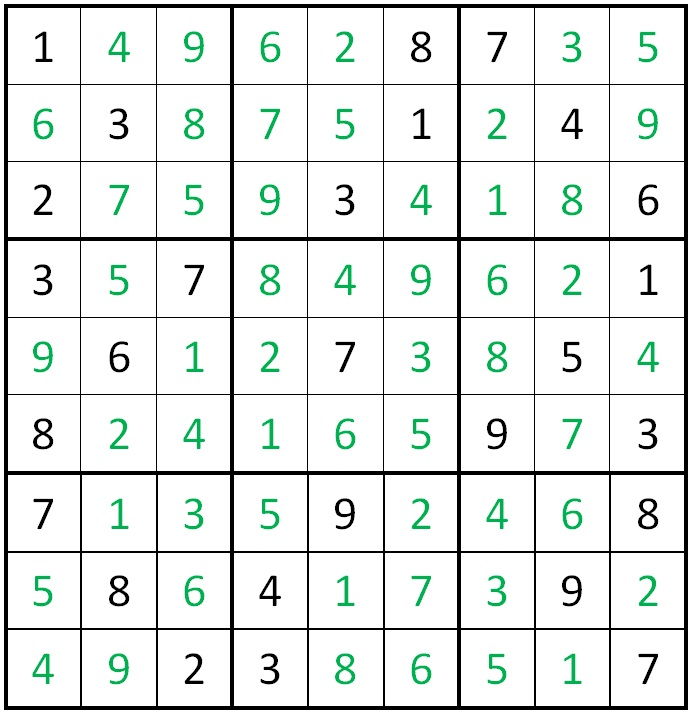 1 4 9 6 2 8 7 3 5
6 3 8 7 5 1 2 4 9
2 7 5 9 3 4 1 8 6
3 5 7 8 4 9 6 2 1
9 6 1 2 7 3 8 5 4
8 2 4 1 6 5 9 7 3
7 1 3 5 9 2 4 6 8
5 8 6 4 1 7 3 9 2
4 9 2 3 8 6 5 1 7